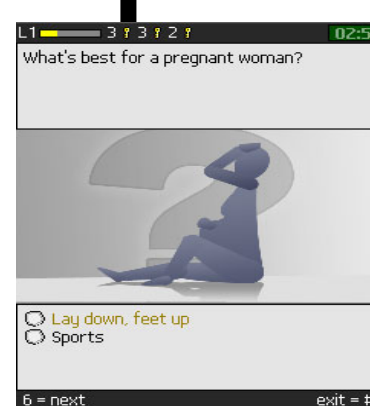 L1 3 3 2 02:5
What's best for a pregnant woman?
?
Lay down, feet up
Sports
6 = next exit = #